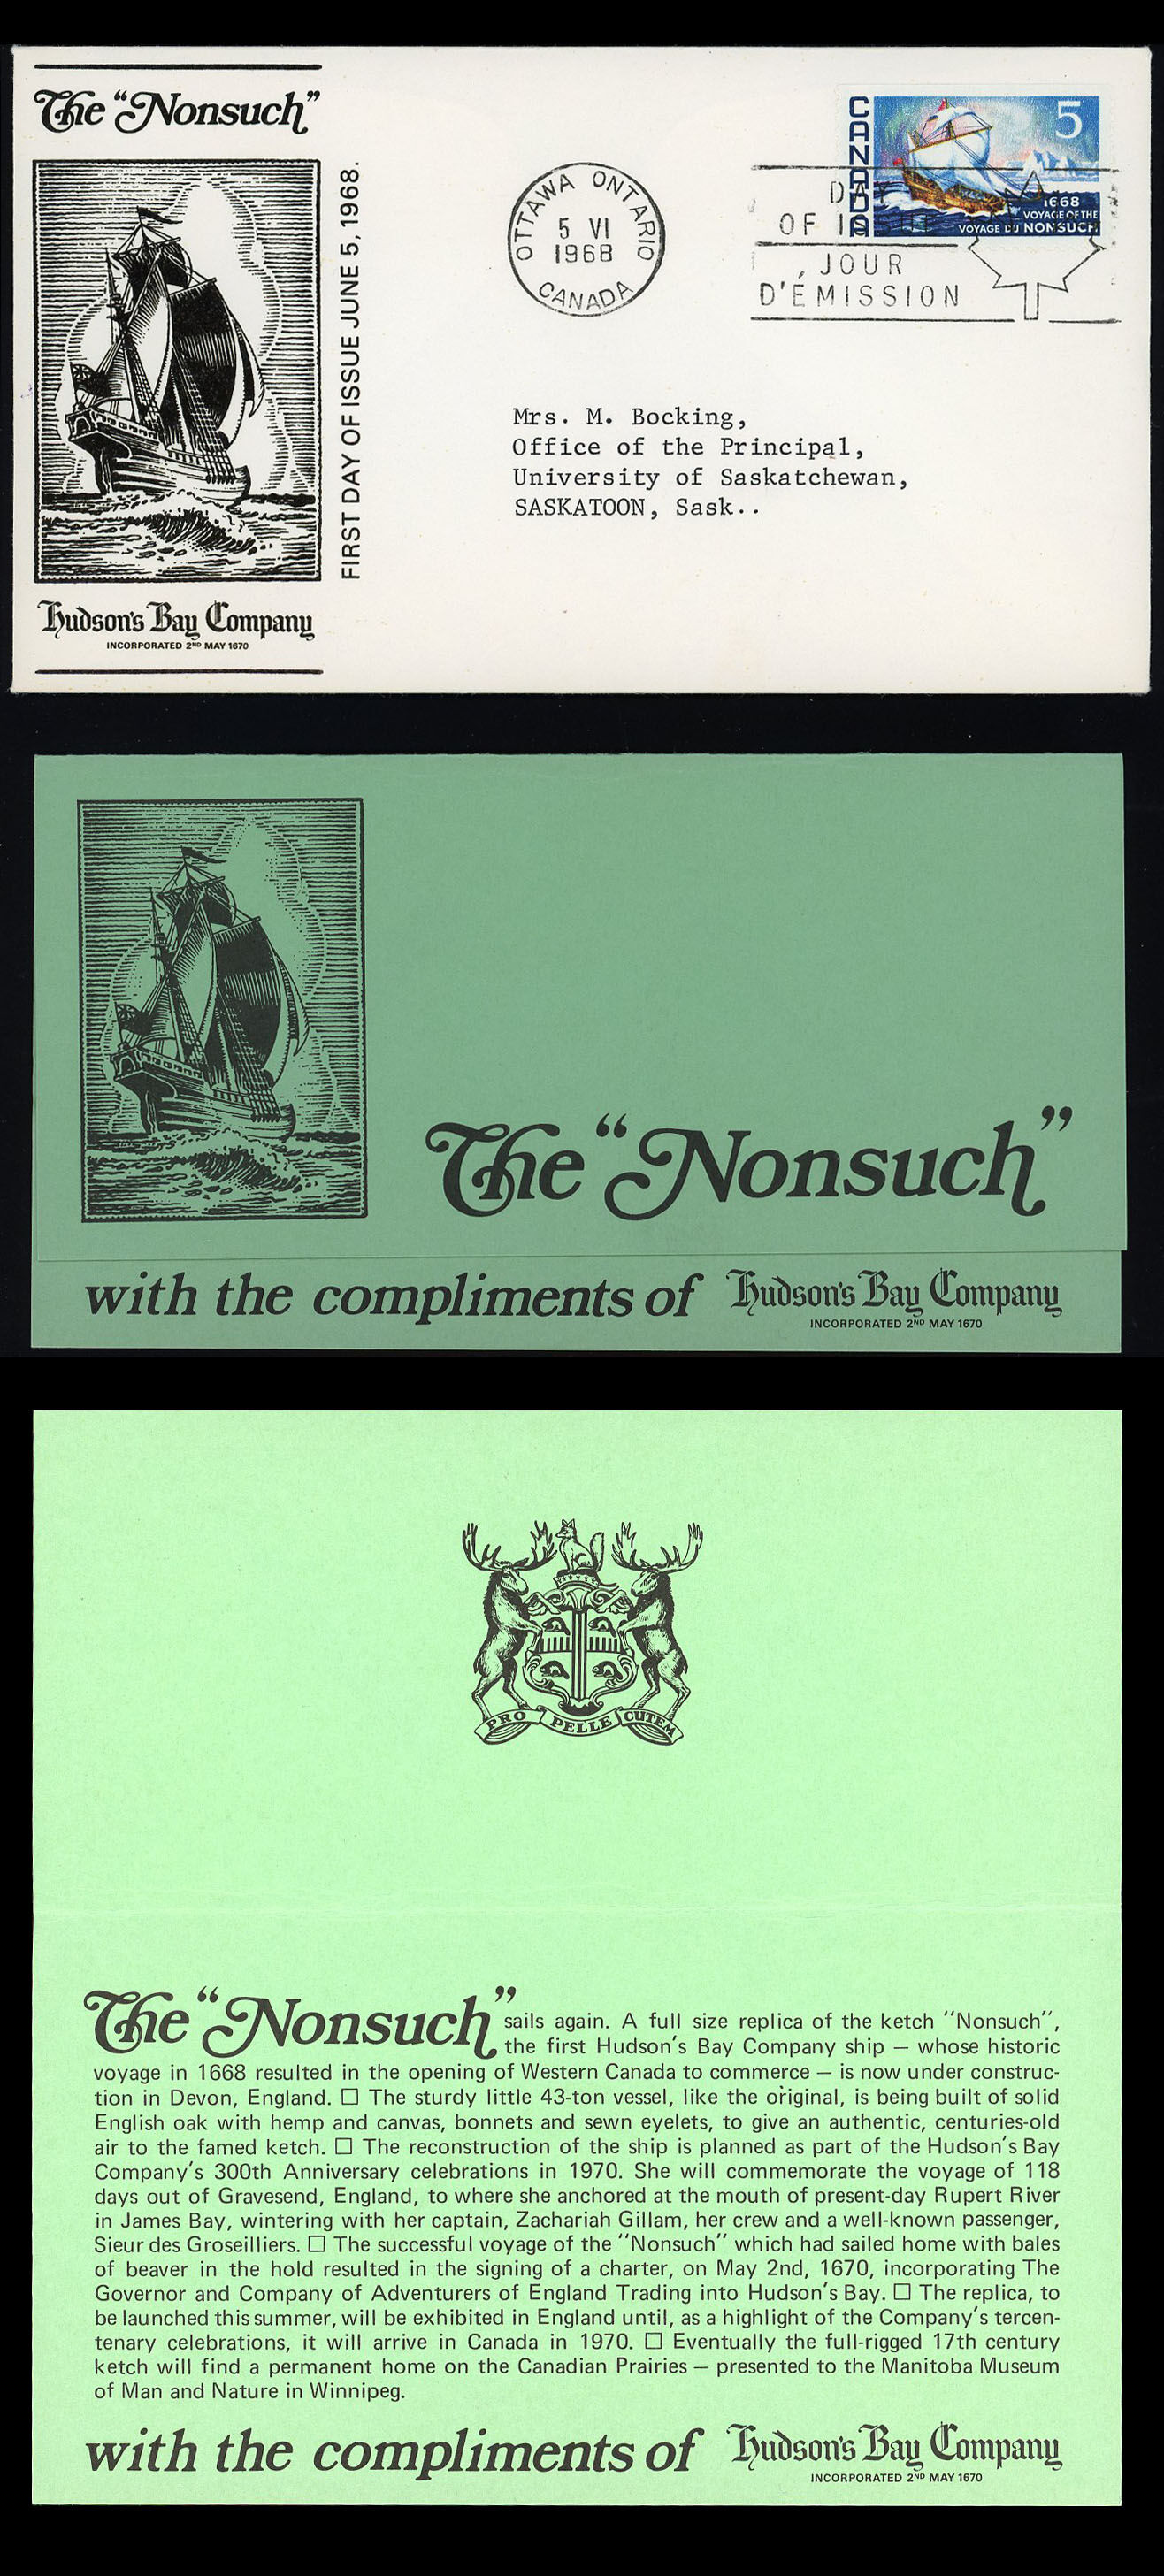 The “Nonsuch”
FIRST DAY OF ISSUE JUNE 5, 1968.
Hudson's Bay Company
INCORPORATED 2ND MAY 1670
OTTAWA ONTARIO
5 VI
1968
CANADA
CANADA
5
1668
VOYAGE OF THE
VOYAGE DU NONSUCH
DAY
OF ISSUE
JOUR
D'ÉMISSION
Mrs. M. Bocking,
Office of the Principal,
University of Saskatchewan,
SASKATOON, Sask..
The “Nonsuch”
with the compliments of Hudson's Bay Company
INCORPORATED 2ND MAY 1670
PRO PELLE CUTEM
The “Nonsuch” sails again. A full size replica of the ketch “Nonsuch”,
the first Hudson's Bay Company ship — whose historic
voyage in 1668 resulted in the opening of Western Canada to commerce — is now under construc-
tion in Devon, England. □ The sturdy little 43-ton vessel, like the original, is being built of solid
English oak with hemp and canvas, bonnets and sewn eyelets, to give an authentic, centuries-old
air to the famed ketch. □ The reconstruction of the ship is planned as part of the Hudson's Bay
Company's 300th Anniversary celebrations in 1970. She will commemorate the voyage of 118
days out of Gravesend, England, to where she anchored at the mouth of present-day Rupert River
in James Bay, wintering with her captain, Zachariah Gillam, her crew and a well-known passenger,
Sieur des Groseilliers. □ The successful voyage of the “Nonsuch” which had sailed home with bales
of beaver in the hold resulted in the signing of a charter, on May 2nd, 1670, incorporating The
Governor and Company of Adventurers of England Trading into Hudson's Bay. □ The replica, to
be launched this summer, will be exhibited in England until, as a highlight of the Company's tercen-
tenary celebrations, it will arrive in Canada in 1970. □ Eventually the full-rigged 17th century
ketch will find a permanent home on the Canadian Prairies — presented to the Manitoba Museum
of Man and Nature in Winnipeg.
with the compliments of Hudson's Bay Company
INCORPORATED 2ND MAY 1670